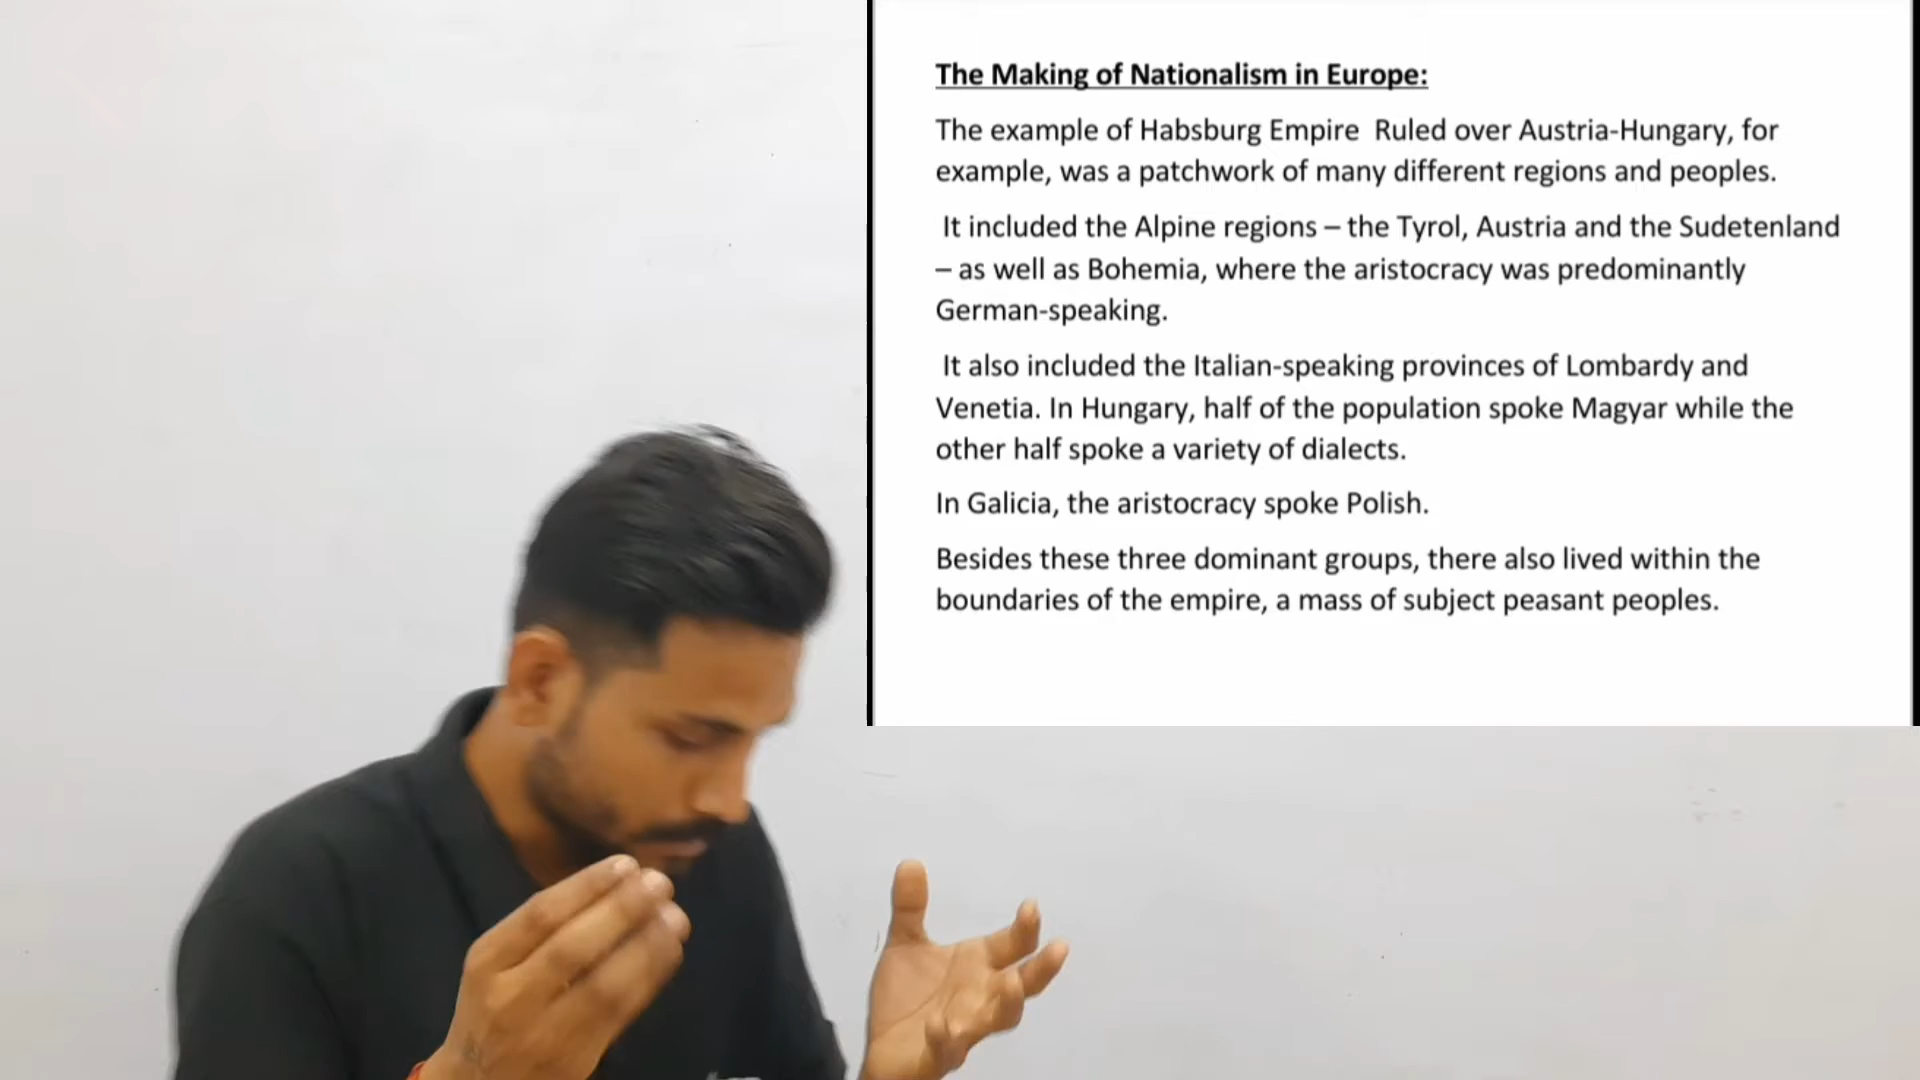 The Making of Nationalism in Europe:
The example of Habsburg Empire Ruled over Austria-Hungary, for
example, was a patchwork of many different regions and peoples.
It included the Alpine regions – the Tyrol, Austria and the Sudetenland
– as well as Bohemia, where the aristocracy was predominantly
German-speaking.
It also included the Italian-speaking provinces of Lombardy and
Venetia. In Hungary, half of the population spoke Magyar while the
other half spoke a variety of dialects.
In Galicia, the aristocracy spoke Polish.
Besides these three dominant groups, there also lived within the
boundaries of the empire, a mass of subject peasant peoples.